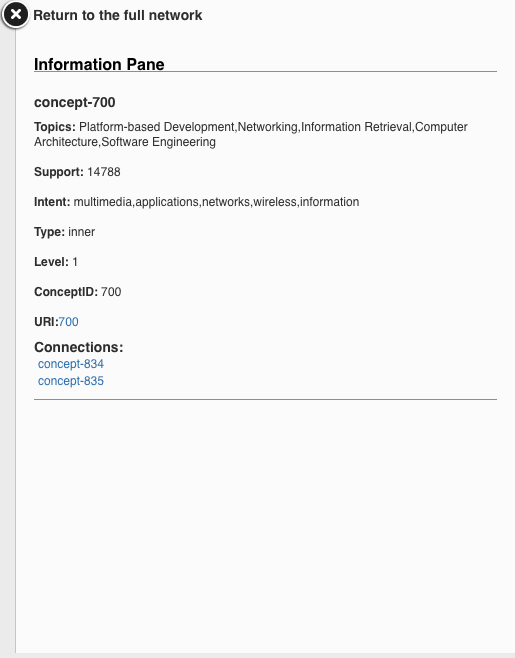 Return to the full network
Information Pane
concept-700
Topics: Platform-based Development,Networking,Information Retrieval,Computer
Architecture,Software Engineering
Support: 14788
Intent: multimedia,applications,networks,wireless,information
Type: inner
Level: 1
ConceptID: 700
URI:700
Connections:
concept-834
concept-835